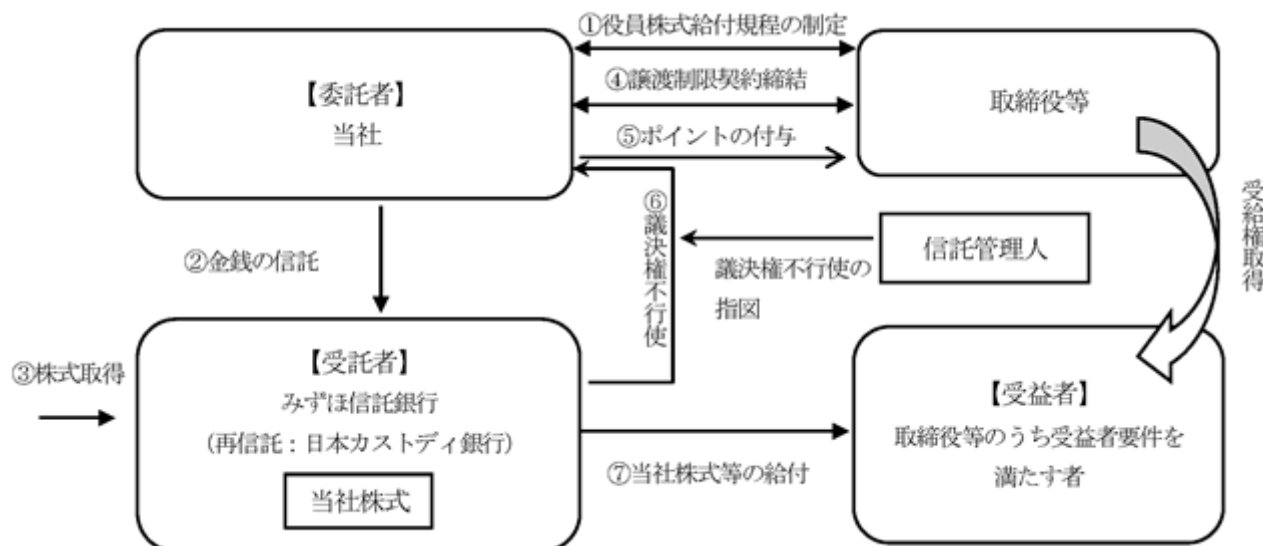 ①役員株式給付規程の制定
【委託者】
当社
④譲渡制限契約締結
取締役等
⑤ポイントの付与
②金銭の信託
⑥議決権不行使
信託管理人
議決権不行使の
指図
受給権取得
③株式取得
【受託者】
みずほ信託銀行
(再信託：日本カストディ銀行)
当社株式
⑦当社株式等の給付
【受益者】
取締役等のうち受益者要件を
満たす者